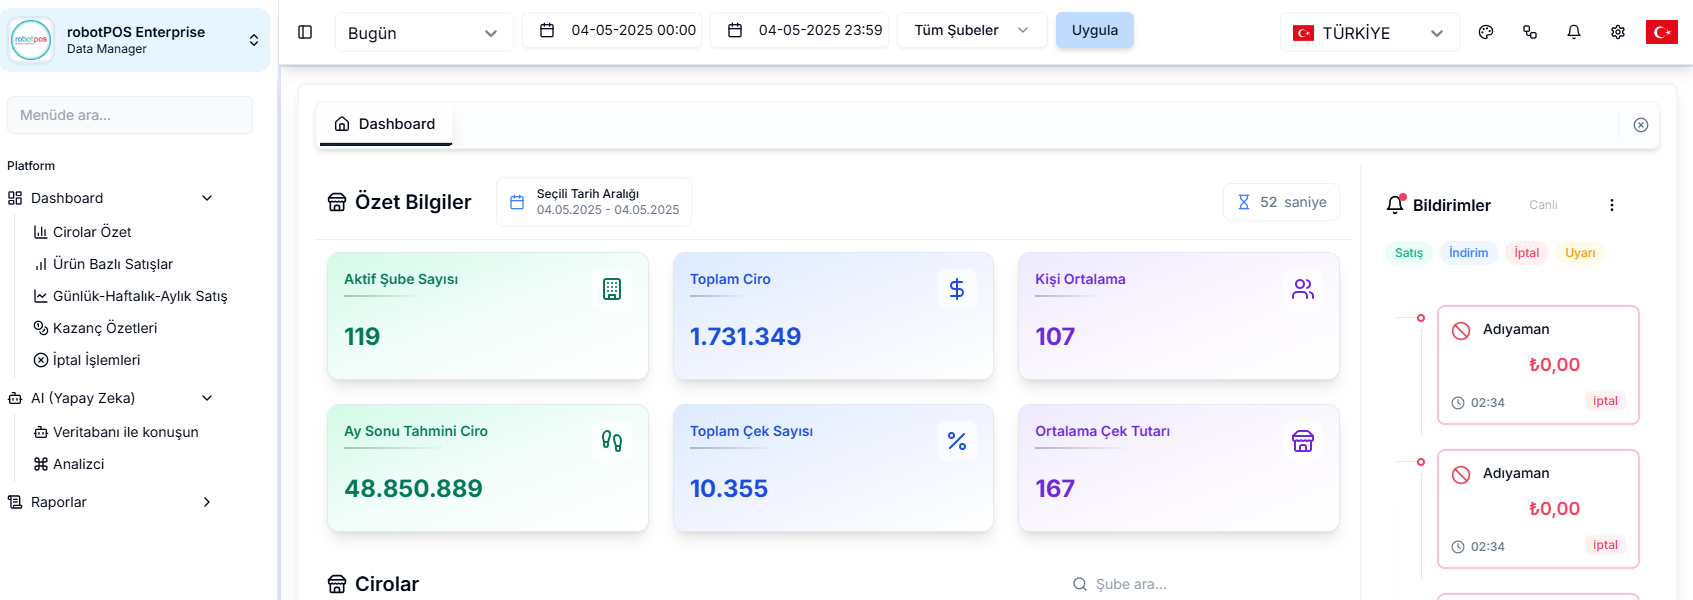 robotpos
robotPOS Enterprise
Data Manager
Bugün
04-05-2025 00:00
04-05-2025 23:59
Tüm Şubeler
Uygula
TÜRKİYE
Menüde ara...
Platform
Dashboard
Cirolar Özet
Ürün Bazlı Satışlar
Günlük-Haftalık-Aylık Satış
Kazanç Özetleri
İptal İşlemleri
AI (Yapay Zeka)
Veritabanı ile konuşun
Analizci
Raporlar
Dashboard
Özet Bilgiler
Seçili Tarih Aralığı
04.05.2025 - 04.05.2025
52 saniye
Aktif Şube Sayısı
119
Toplam Ciro
1.731.349
Kişi Ortalama
107
Ay Sonu Tahmini Ciro
48.850.889
Toplam Çek Sayısı
10.355
Ortalama Çek Tutarı
167
Cirolar
Şube ara...
Bildirimler
Canlı
Satış
İndirim
İptal
Uyarı
Adıyaman
₺0,00
02:34
iptal
Adıyaman
₺0,00
02:34
iptal